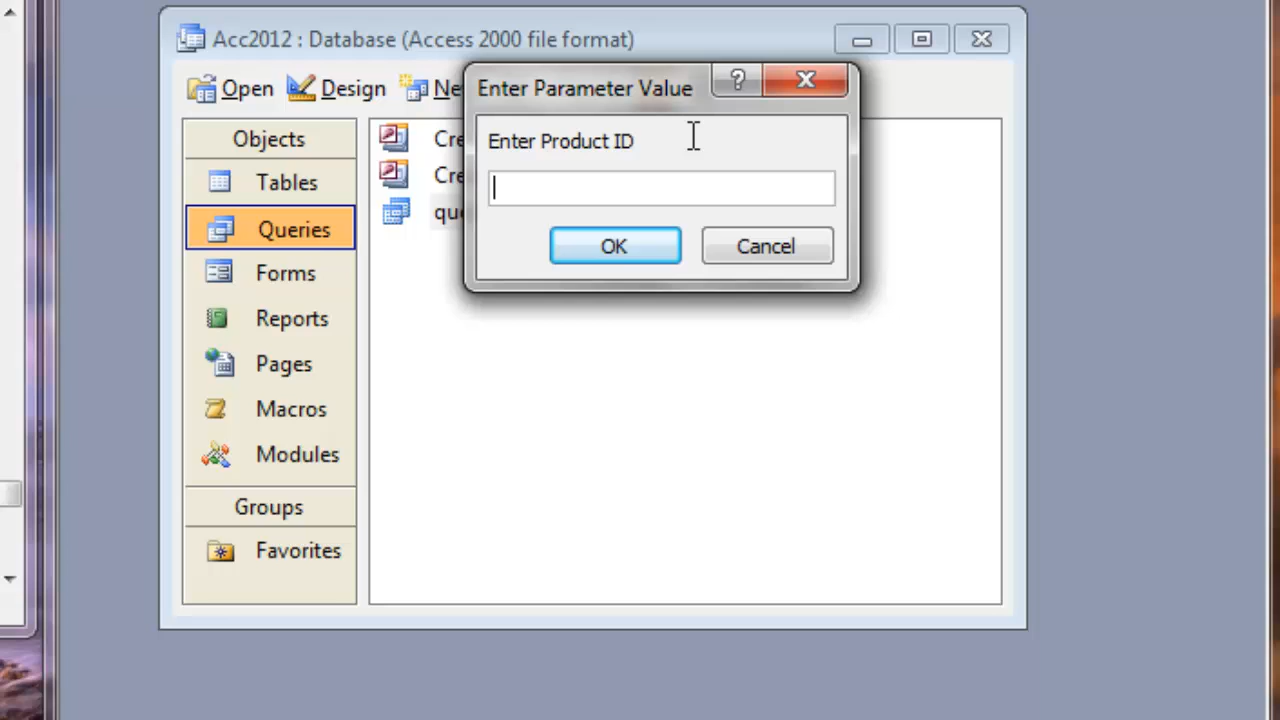 Acc2012 : Database (Access 2000 file format)
Open Design
Enter Parameter Value ?
Enter Product ID
OK Cancel
Objects
Tables
Queries
Forms
Reports
Pages
Macros
Modules
Groups
Favorites